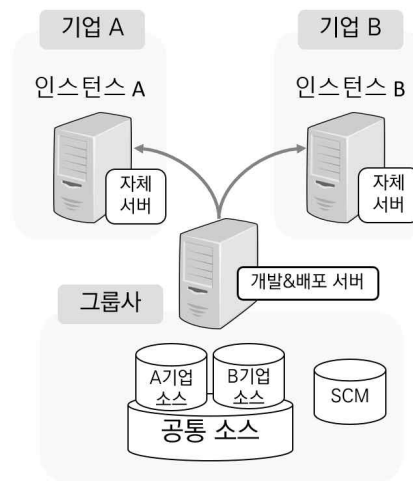 기업 A
기업 B
인스턴스 A
인스턴스 B
자체
서버
자체
서버
개발&배포 서버
그룹사
A기업
소스
B기업
소스
SCM
공통 소스